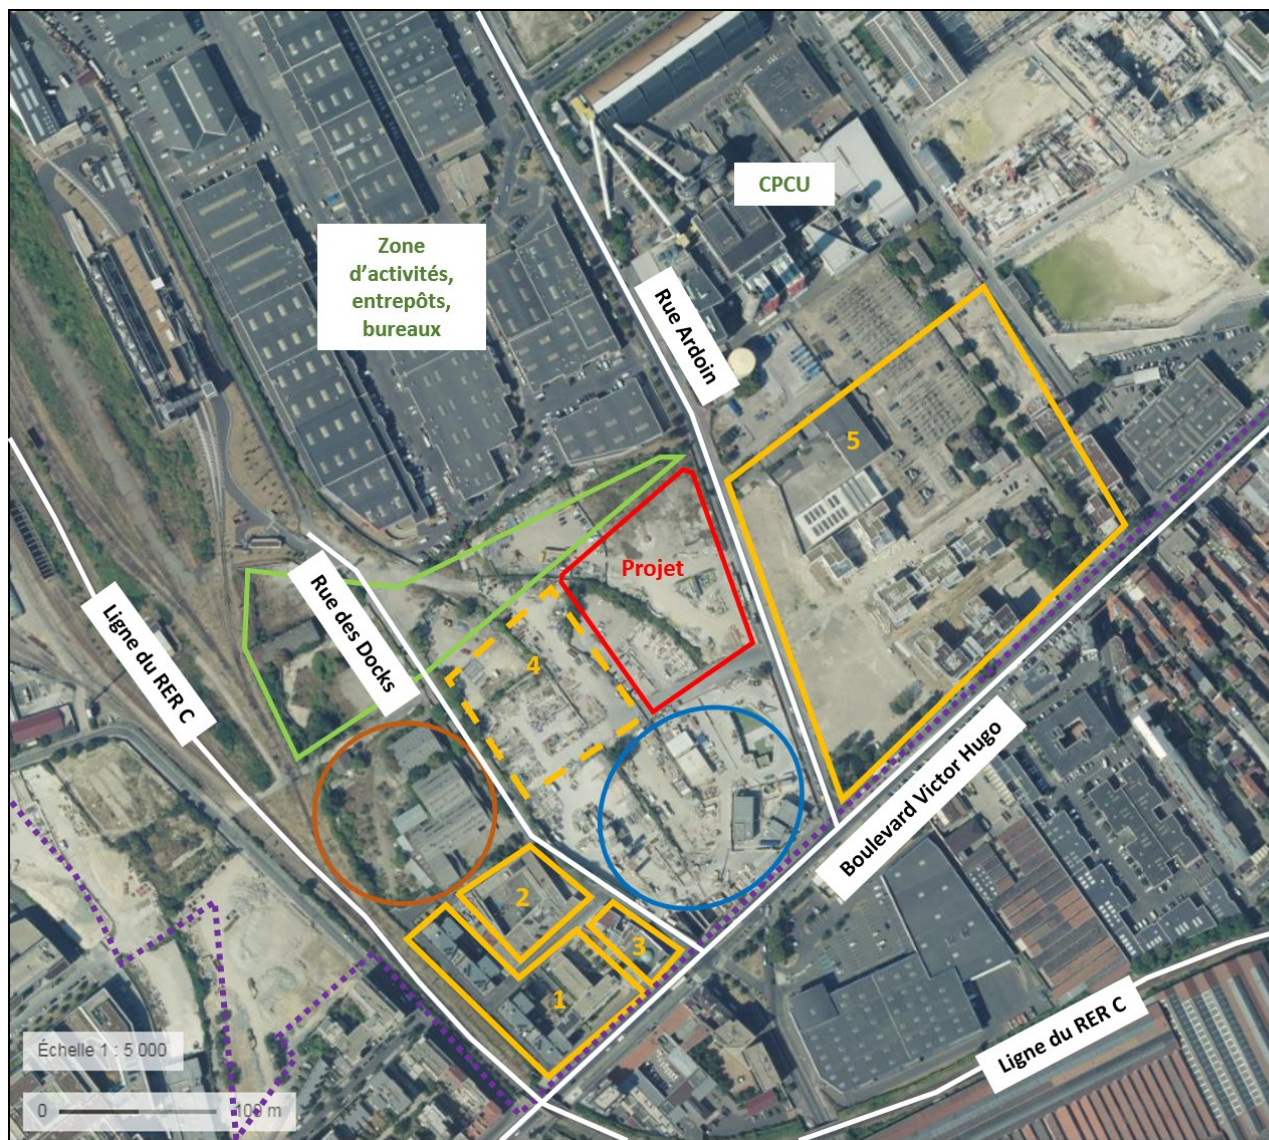 CPCU
Zone
d'activités,
entrepôts,
bureaux
Rue Ardoin
5
Projet
Rue des Docks
Ligne du RER C
4
Boulevard Victor Hugo
2
3
1
Ligne du RER C
Échelle 1 : 5 000
0
100 m